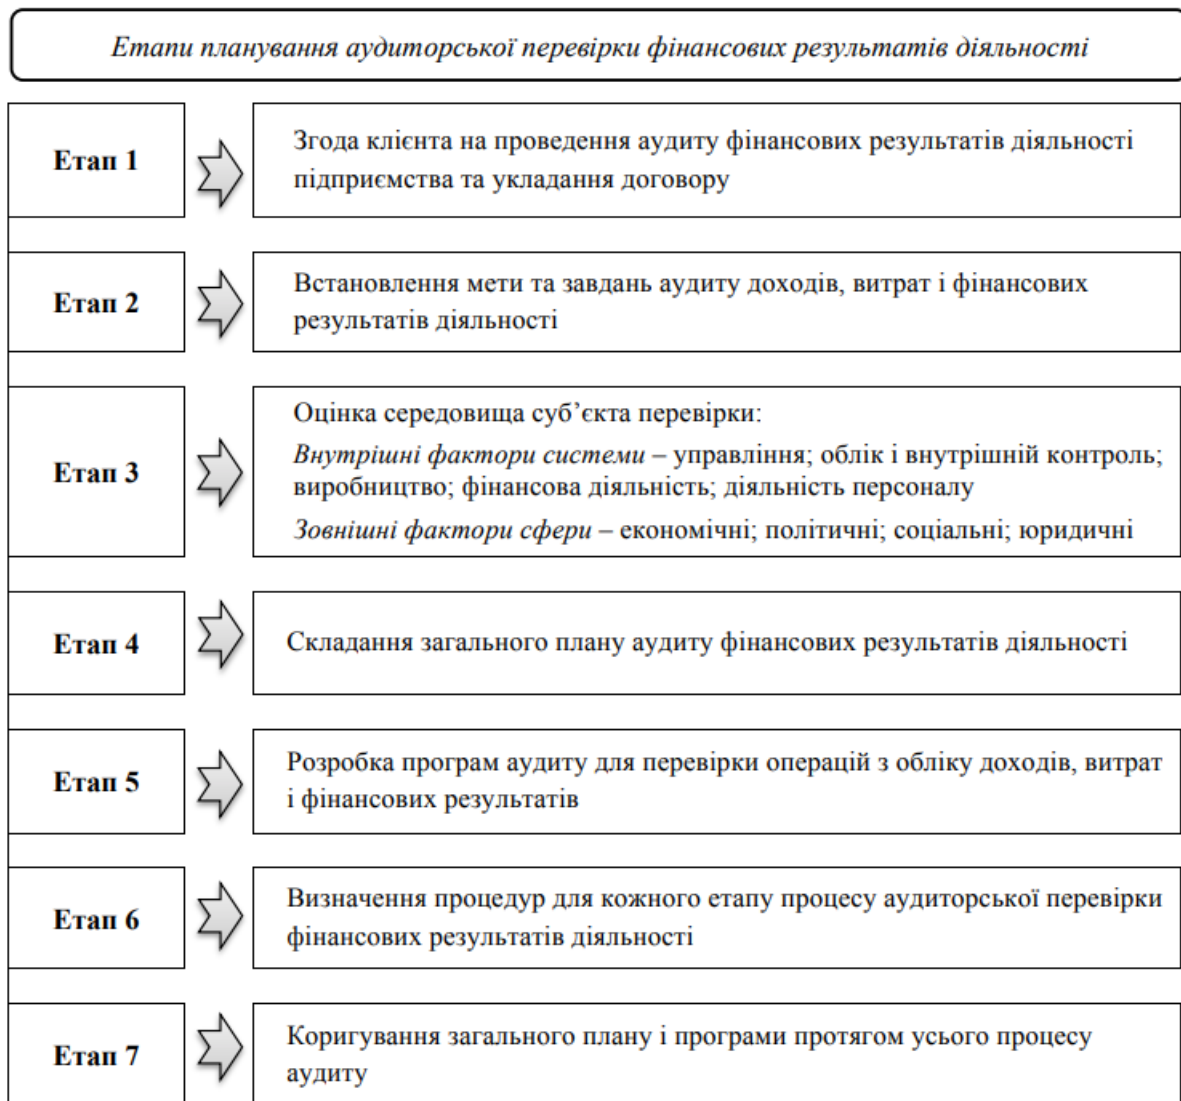 Етапи планування аудиторської перевірки фінансових результатів діяльності
Етап 1
Згода клієнта на проведення аудиту фінансових результатів діяльності
підприємства та укладання договору
Етап 2
Встановлення мети та завдань аудиту доходів, витрат і фінансових
результатів діяльності
Етап 3
Оцінка середовища суб’єкта перевірки:
Внутрішні фактори системи – управління; облік і внутрішній контроль;
виробництво; фінансова діяльність; діяльність персоналу
Зовнішні фактори сфери – економічні; політичні; соціальні; юридичні
Етап 4
Складання загального плану аудиту фінансових результатів діяльності
Етап 5
Розробка програм аудиту для перевірки операцій з обліку доходів, витрат
і фінансових результатів
Етап 6
Визначення процедур для кожного етапу процесу аудиторської перевірки
фінансових результатів діяльності
Етап 7
Коригування загального плану і програми протягом усього процесу
аудиту